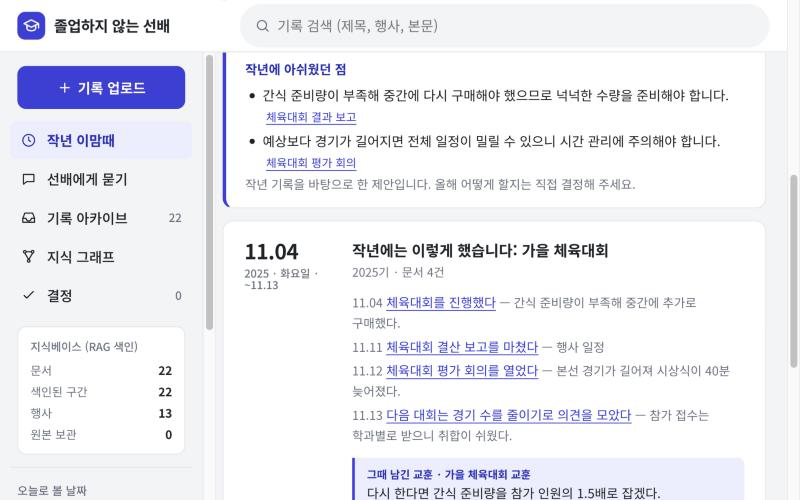 졸업하지 않는 선배
기록 검색 (제목, 행사, 본문)
+ 기록 업로드
작년 이맘때
선배에게 묻기
기록 아카이브 22
지식 그래프
결정 0
지식베이스 (RAG 색인)
문서 22
색인된 구간 22
행사 13
원본 보관 0
오늘로 볼 날짜
작년에 아쉬웠던 점
• 간식 준비량이 부족해 중간에 다시 구매해야 했으므로 넉넉한 수량을 준비해야 합니다.
체육대회 결과 보고
• 예상보다 경기가 길어지면 전체 일정이 밀릴 수 있으니 시간 관리에 주의해야 합니다.
체육대회 평가 회의
작년 기록을 바탕으로 한 제안입니다. 올해 어떻게 할지는 직접 결정해 주세요.
11.04
2025 · 화요일 ·
~11.13
작년에는 이렇게 했습니다: 가을 체육대회
2025기 · 문서 4건
11.04 체육대회를 진행했다 — 간식 준비량이 부족해 중간에 추가로
구매했다.
11.11 체육대회 결산 보고를 마쳤다 — 행사 일정
11.12 체육대회 평가 회의를 열었다 — 본선 경기가 길어져 시상식이 40분
늦어졌다.
11.13 다음 대회는 경기 수를 줄이기로 의견을 모았다 — 참가 접수는
학과별로 받으니 취합이 쉬웠다.
그때 남긴 교훈 · 가을 체육대회 교훈
다시 한다면 간식 준비량을 참가 인원의 1.5배로 잡겠다.